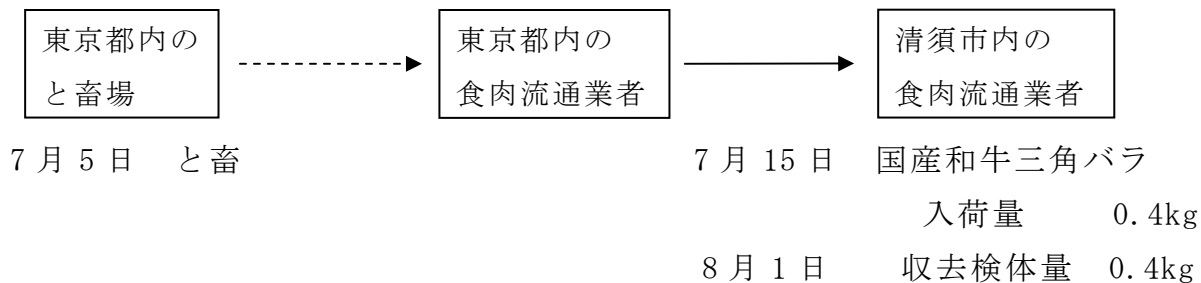 東京都内の
と畜場
東京都内の
食肉流通業者
清須市内の
食肉流通業者
7月5日 と畜
7月15日 国産和牛三角バラ
入荷量 0.4kg
8月1日 収去検体量 0.4kg